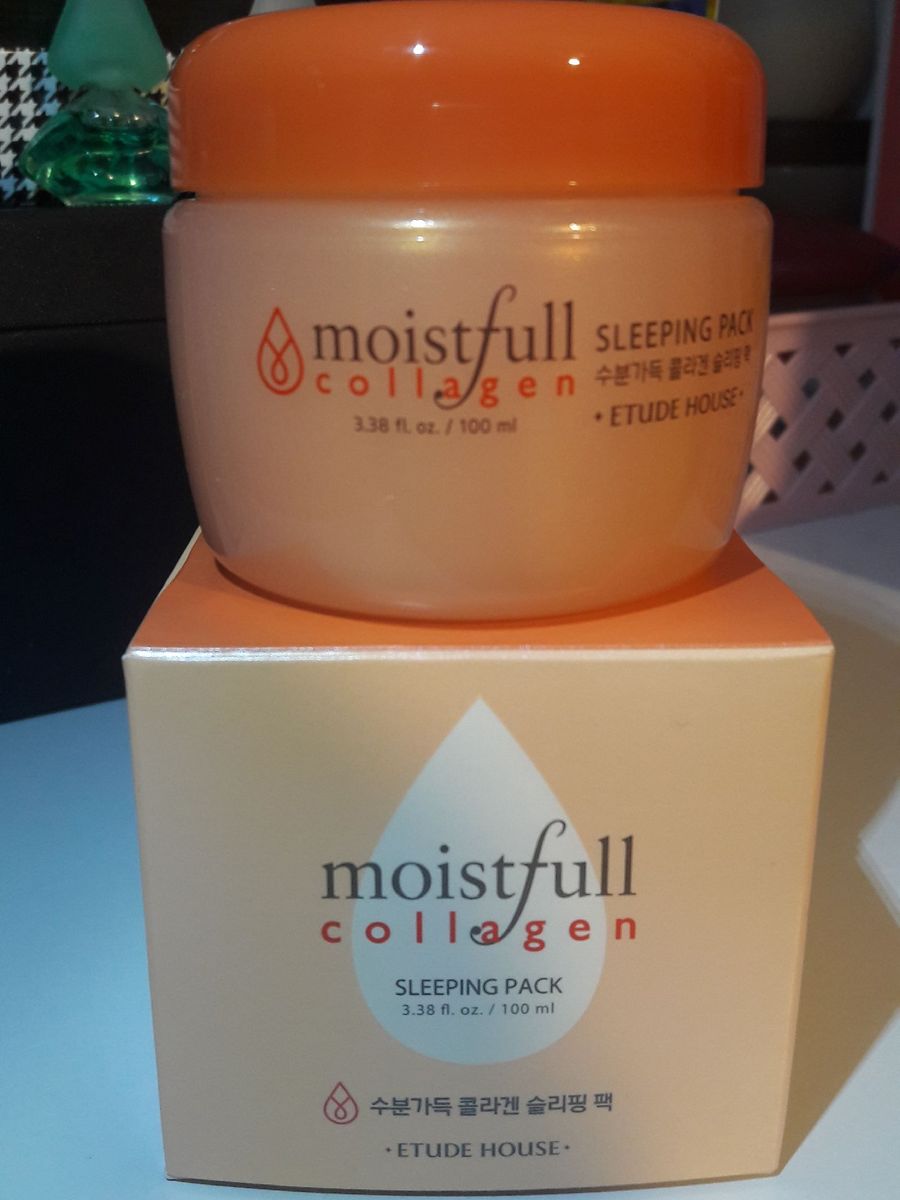 moistfull
collagen
3.38 fl. oz. / 100 ml
SLEEPING PACK
수분가득 콜라겐 슬리핑 팩
• ETUDE HOUSE •
moistfull
collagen
SLEEPING PACK
3.38 fl. oz. / 100 ml
수분가득 콜라겐 슬리핑 팩
• ETUDE HOUSE •